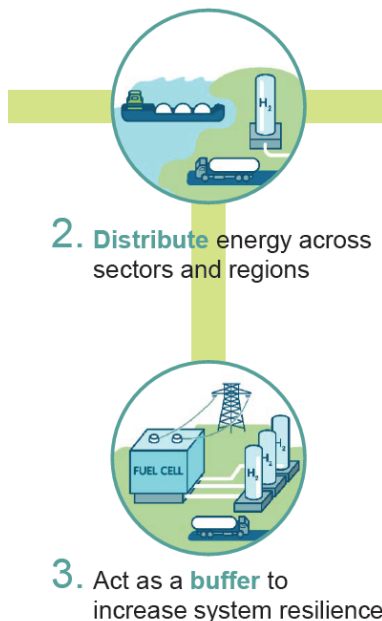 H₂
2. Distribute energy across
sectors and regions
FUEL CELL
H₂
H₂
H₂
3. Act as a buffer to
increase system resilience